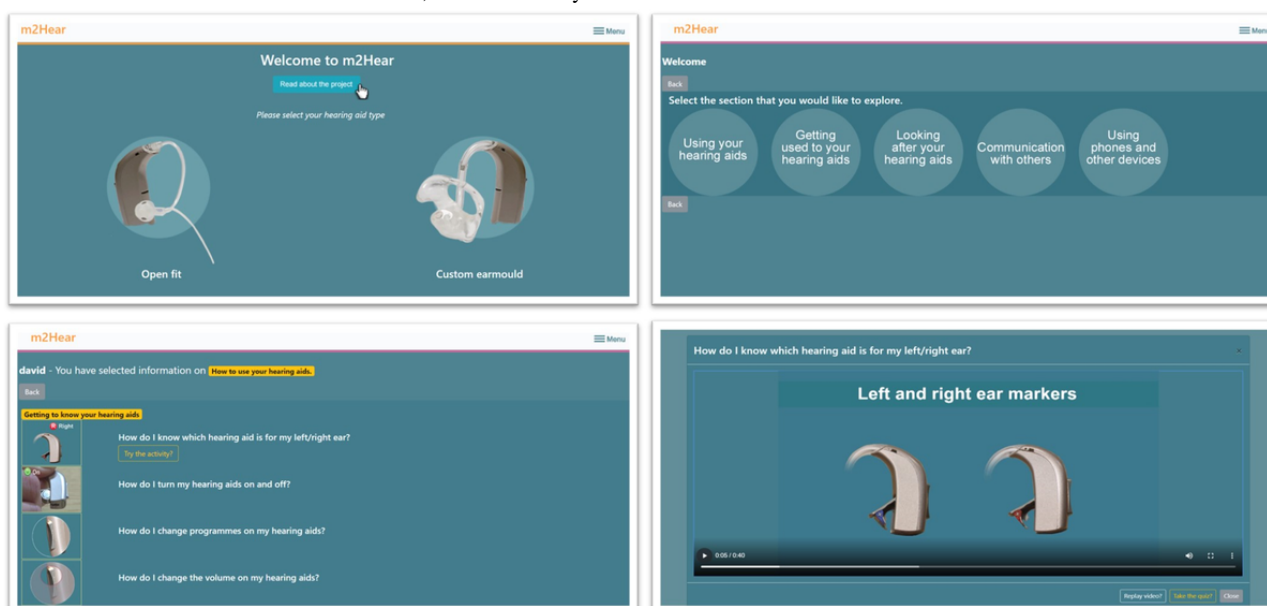 m2Hear
Menu
Welcome to m2Hear
Read about the project
Please select your hearing aid type
Open fit
Custom earmould
m2Hear
Menu
Welcome
Back
Select the section that you would like to explore.
Using your
hearing aids
Getting
used to your
hearing aids
Looking
after your
hearing aids
Communication
with others
Using
phones and
other devices
Back
m2Hear
Menu
david - You have selected information on How to use your hearing aids.
Back
Getting to know your hearing aids
R Right
How do I know which hearing aid is for my left/right ear?
Try the activity?
On
How do I turn my hearing aids on and off?
How do I change programmes on my hearing aids?
How do I change the volume on my hearing aids?
How do I know which hearing aid is for my left/right ear?
Left and right ear markers
0:05 / 0:40
Replay video? Take the quiz? Close